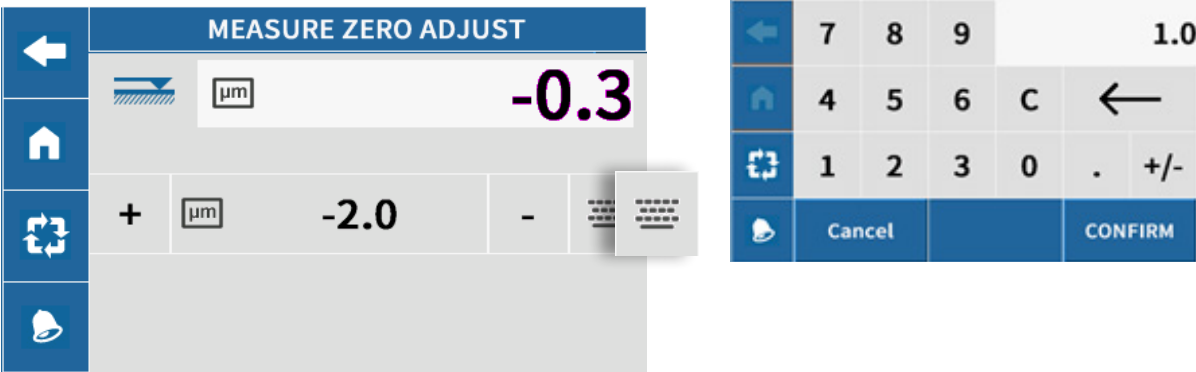 MEASURE ZERO ADJUST
µm -0.3
+ µm -2.0 -
7 8 9 1.0
4 5 6 C
1 2 3 0 . +/-
Cancel CONFIRM